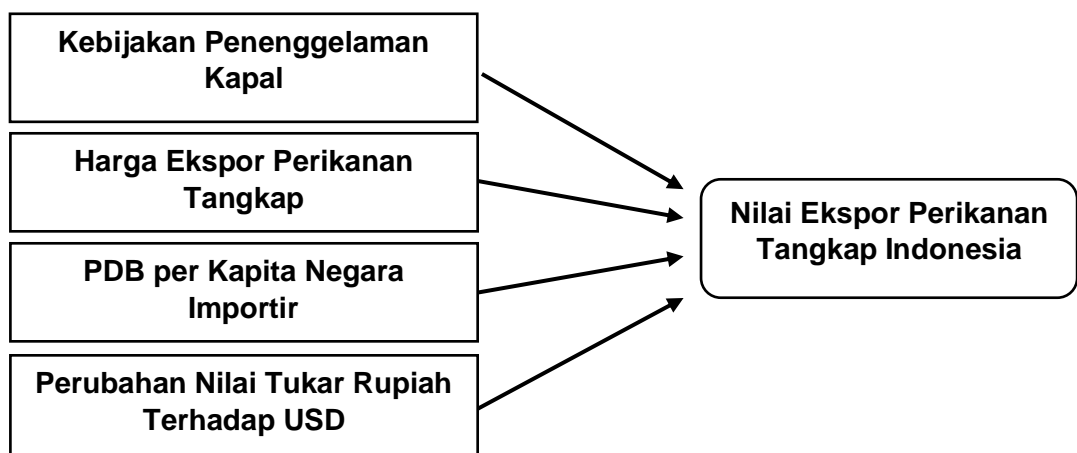 Kebijakan Penenggelaman
Kapal
Harga Ekspor Perikanan
Tangkap
PDB per Kapita Negara
Importir
Perubahan Nilai Tukar Rupiah
Terhadap USD
Nilai Ekspor Perikanan
Tangkap Indonesia